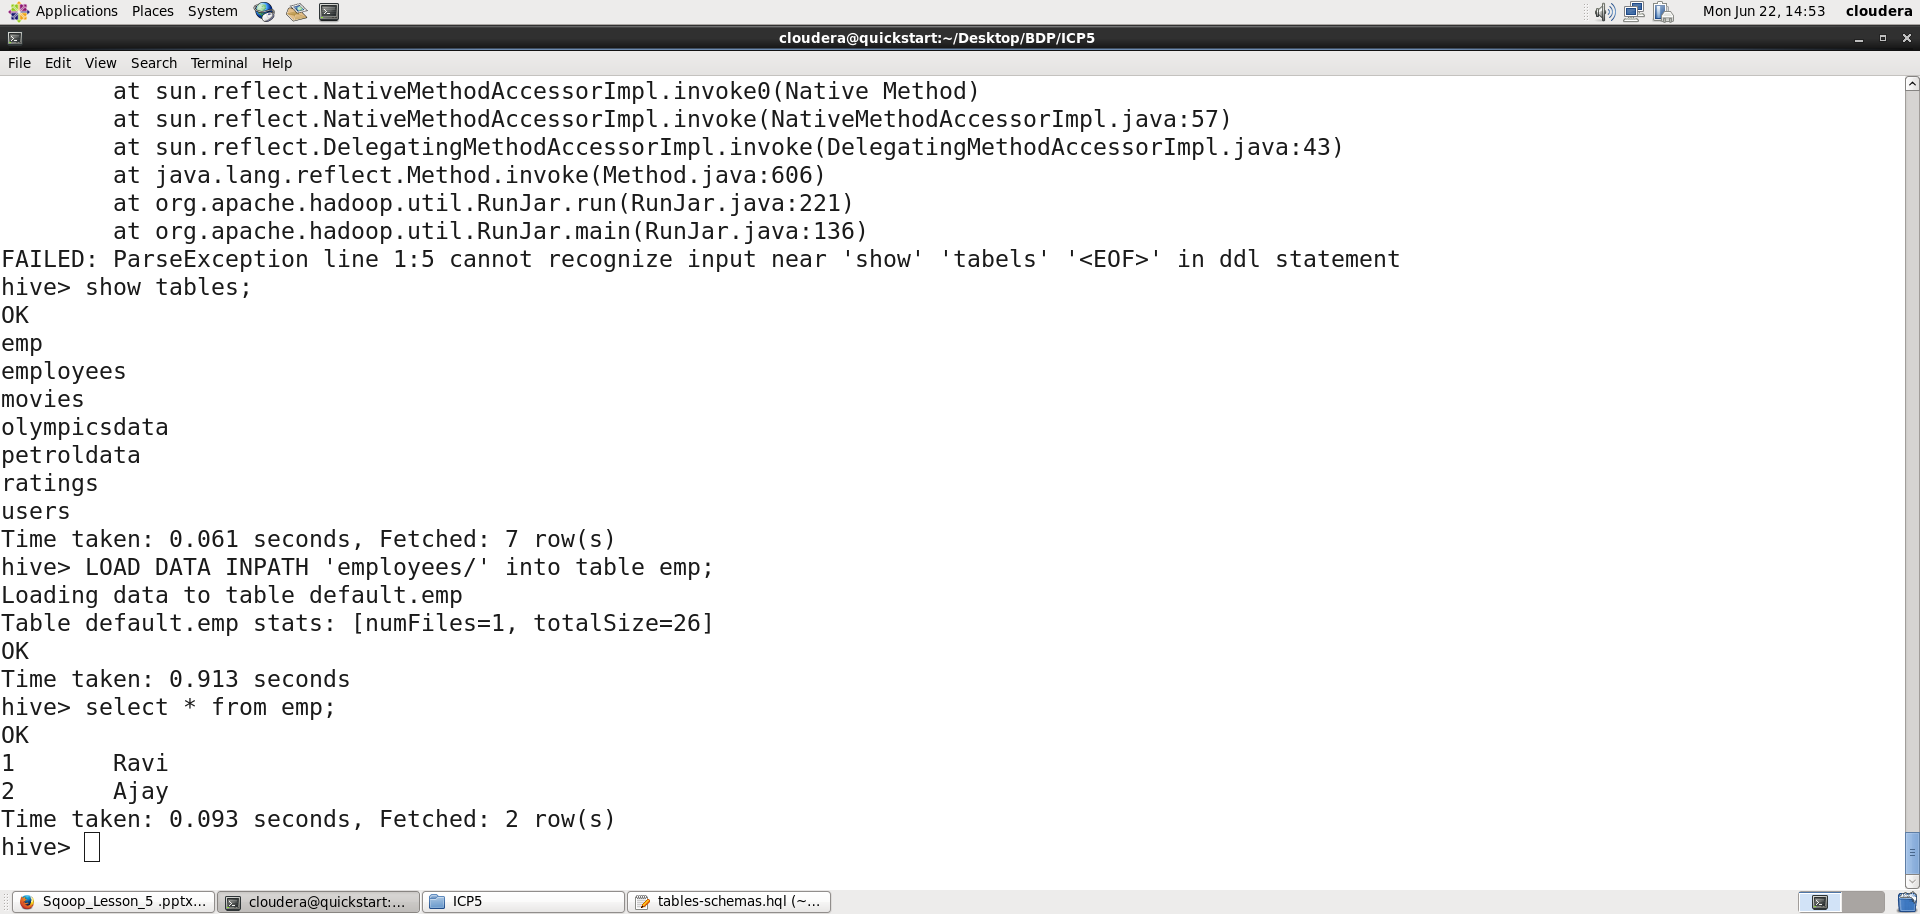 Applications Places System Mon Jun 22, 14:53 cloudera
cloudera@quickstart:~/Desktop/BDP/ICP5
File Edit View Search Terminal Help
at sun.reflect.NativeMethodAccessorImpl.invoke0(Native Method)
at sun.reflect.NativeMethodAccessorImpl.invoke(NativeMethodAccessorImpl.java:57)
at sun.reflect.DelegatingMethodAccessorImpl.invoke(DelegatingMethodAccessorImpl.java:43)
at java.lang.reflect.Method.invoke(Method.java:606)
at org.apache.hadoop.util.RunJar.run(RunJar.java:221)
at org.apache.hadoop.util.RunJar.main(RunJar.java:136)
FAILED: ParseException line 1:5 cannot recognize input near 'show' 'tabels' '<EOF>' in ddl statement
hive> show tables;
OK
emp
employees
movies
olympicsdata
petroldata
ratings
users
Time taken: 0.061 seconds, Fetched: 7 row(s)
hive> LOAD DATA INPATH 'employees/' into table emp;
Loading data to table default.emp
Table default.emp stats: [numFiles=1, totalSize=26]
OK
Time taken: 0.913 seconds
hive> select * from emp;
OK
1 Ravi
2 Ajay
Time taken: 0.093 seconds, Fetched: 2 row(s)
hive>
Sqoop_Lesson_5 .pptx... cloudera@quickstart:... ICP5 tables-schemas.hql (~...